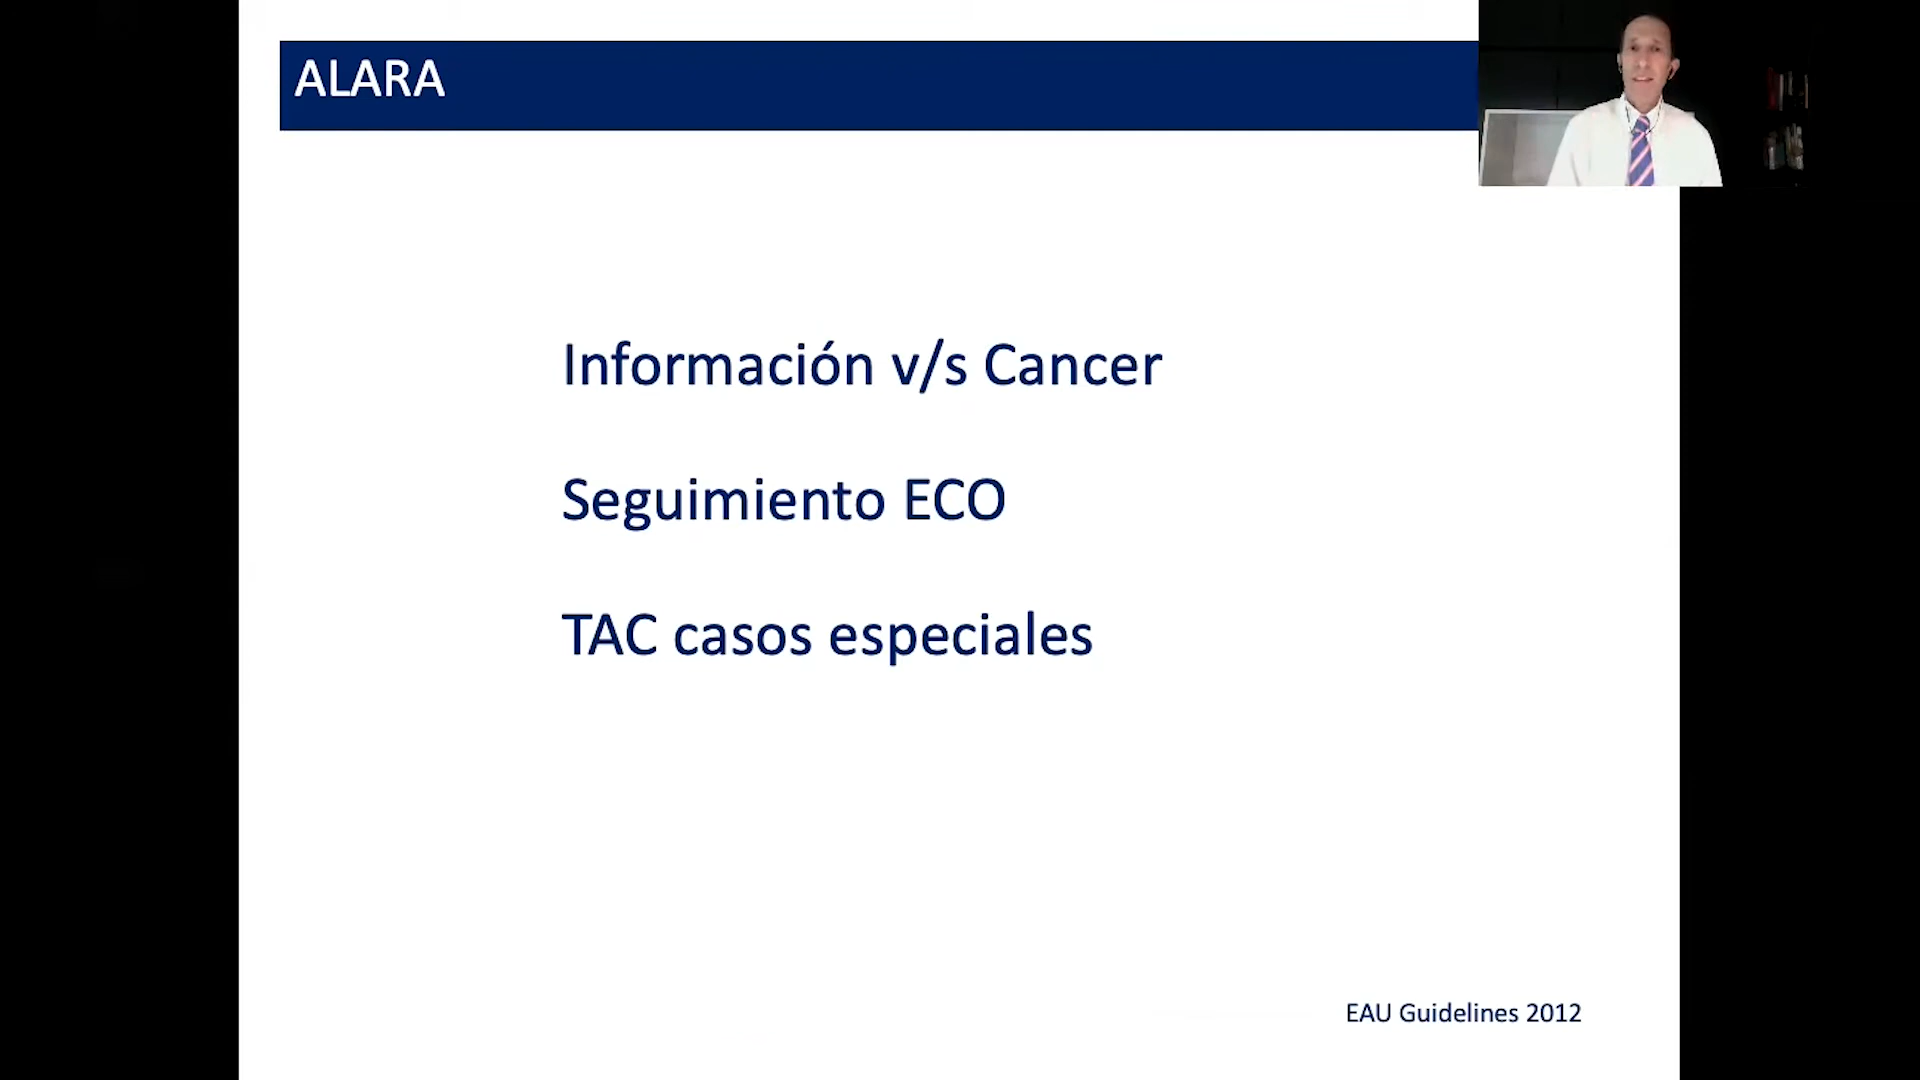 ALARA
Información v/s Cancer
Seguimiento ECO
TAC casos especiales
EAU Guidelines 2012